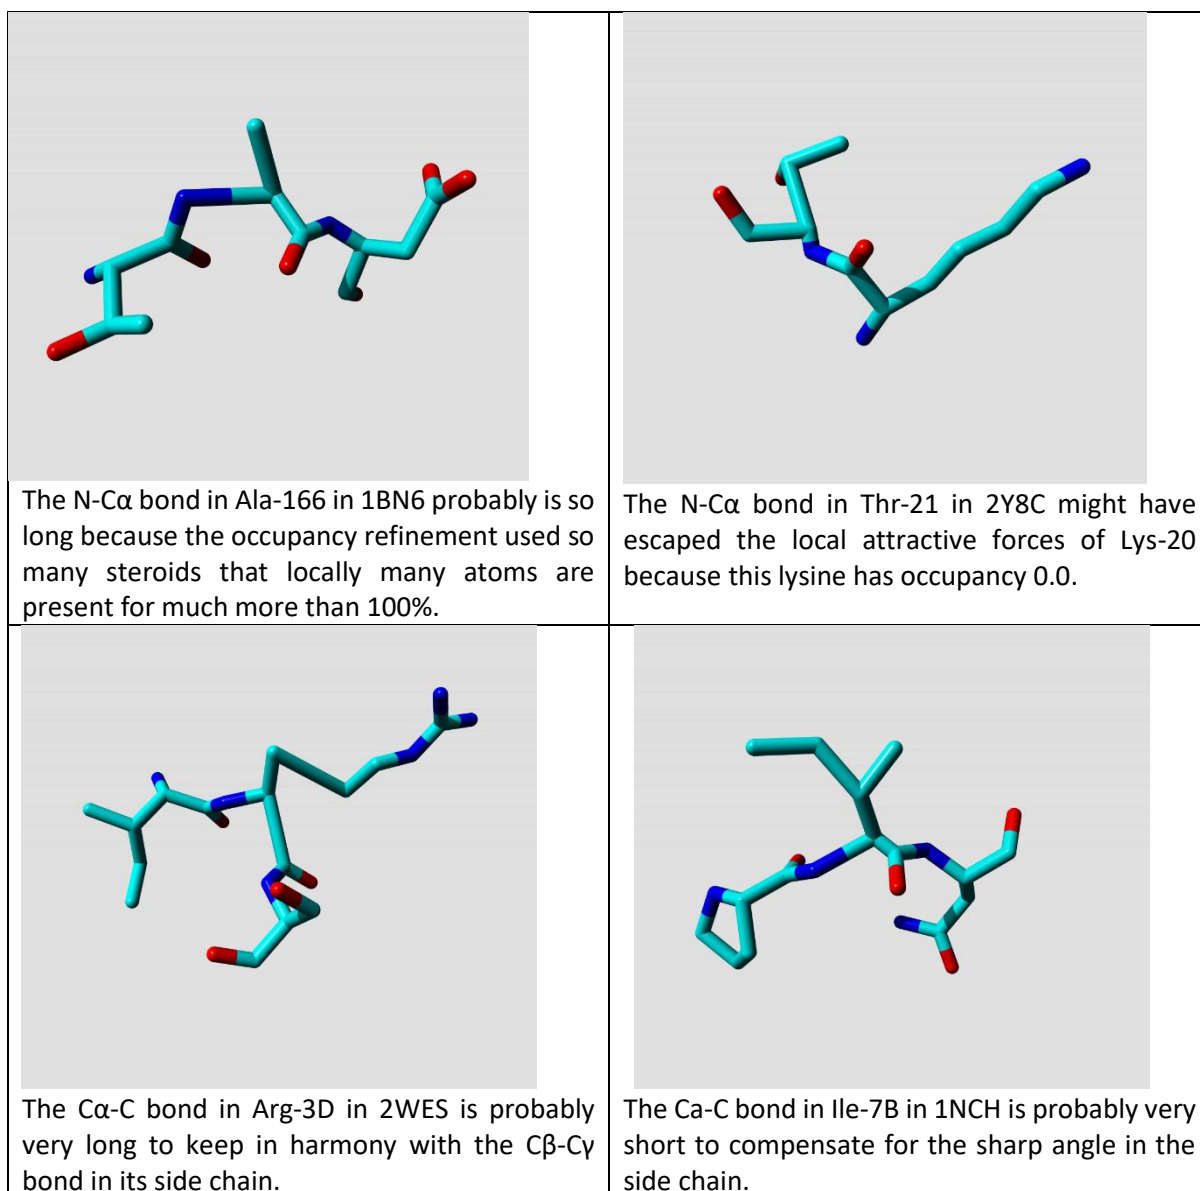 The N-Cα bond in Ala-166 in 1BN6 probably is so
long because the occupancy refinement used so
many steroids that locally many atoms are
present for much more than 100%.
The N-Cα bond in Thr-21 in 2Y8C might have
escaped the local attractive forces of Lys-20
because this lysine has occupancy 0.0.
The Cα-C bond in Arg-3D in 2WES is probably
very long to keep in harmony with the Cβ-Cγ
bond in its side chain.
The Ca-C bond in Ile-7B in 1NCH is probably very
short to compensate for the sharp angle in the
side chain.